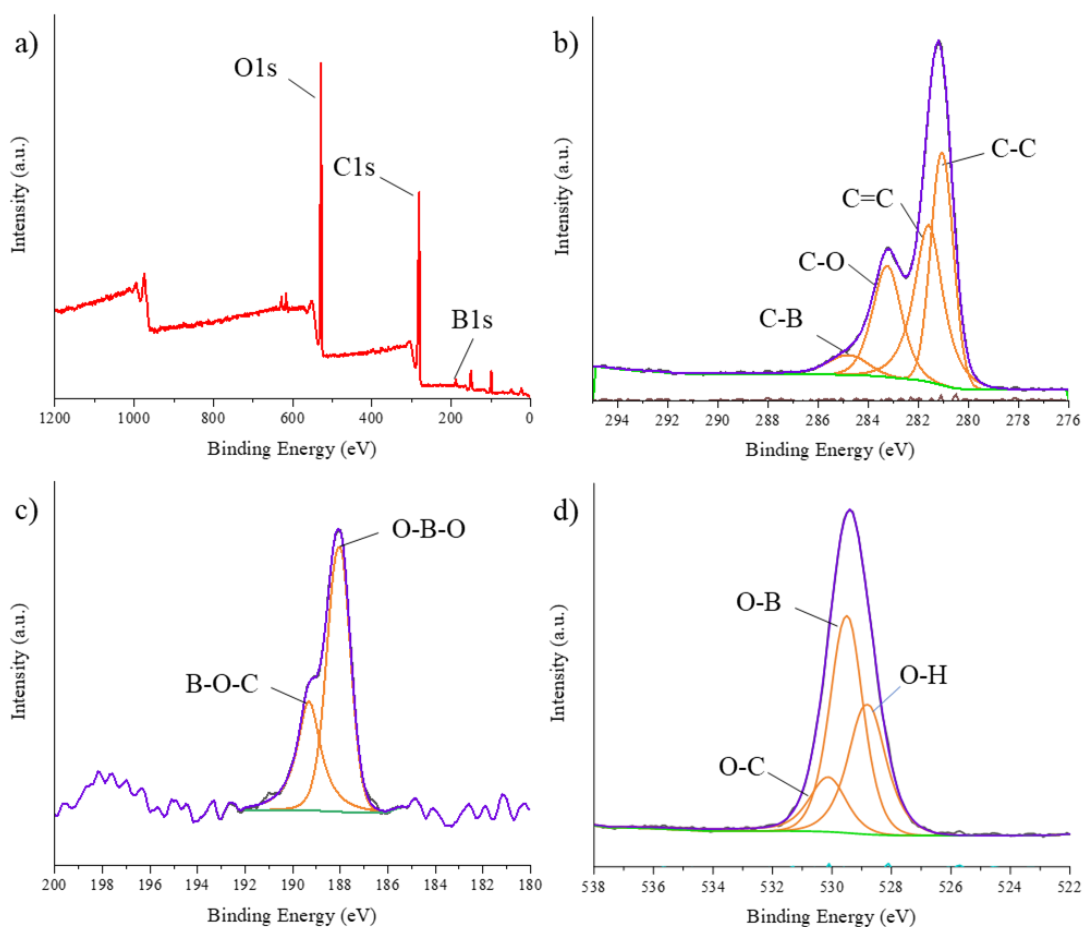 a)
O1s
C1s
B1s
Intensity (a.u.)
1200 1000 800 600 400 200 0
Binding Energy (eV)
b)
C-C
C=C
C-O
C-B
Intensity (a.u.)
294 292 290 288 286 284 282 280 278 276
Binding Energy (eV)
c)
O-B-O
B-O-C
Intensity (a.u.)
200 198 196 194 192 190 188 186 184 182 180
Binding Energy (eV)
d)
O-B
O-H
O-C
Intensity (a.u.)
538 536 534 532 530 528 526 524 522
Binding Energy (eV)